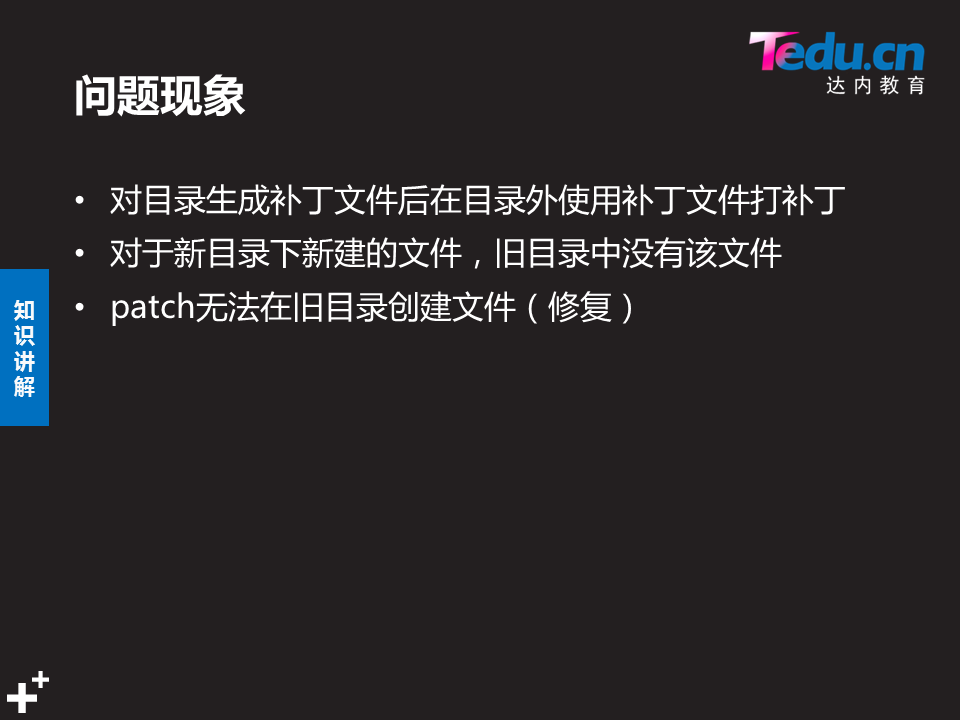 Tedu.cn
达内教育
问题现象
• 对目录生成补丁文件后在目录外使用补丁文件打补丁
• 对于新目录下新建的文件，旧目录中没有该文件
• patch无法在旧目录创建文件（修复）
知
识
讲
解